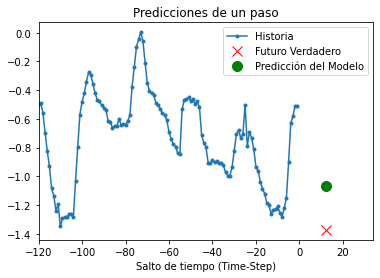 Predicciones de un paso
Historia
Futuro Verdadero
Predicción del Modelo
0.0
−0.2
−0.4
−0.6
−0.8
−1.0
−1.2
−1.4
−120 −100 −80 −60 −40 −20 0 20
Salto de tiempo (Time-Step)